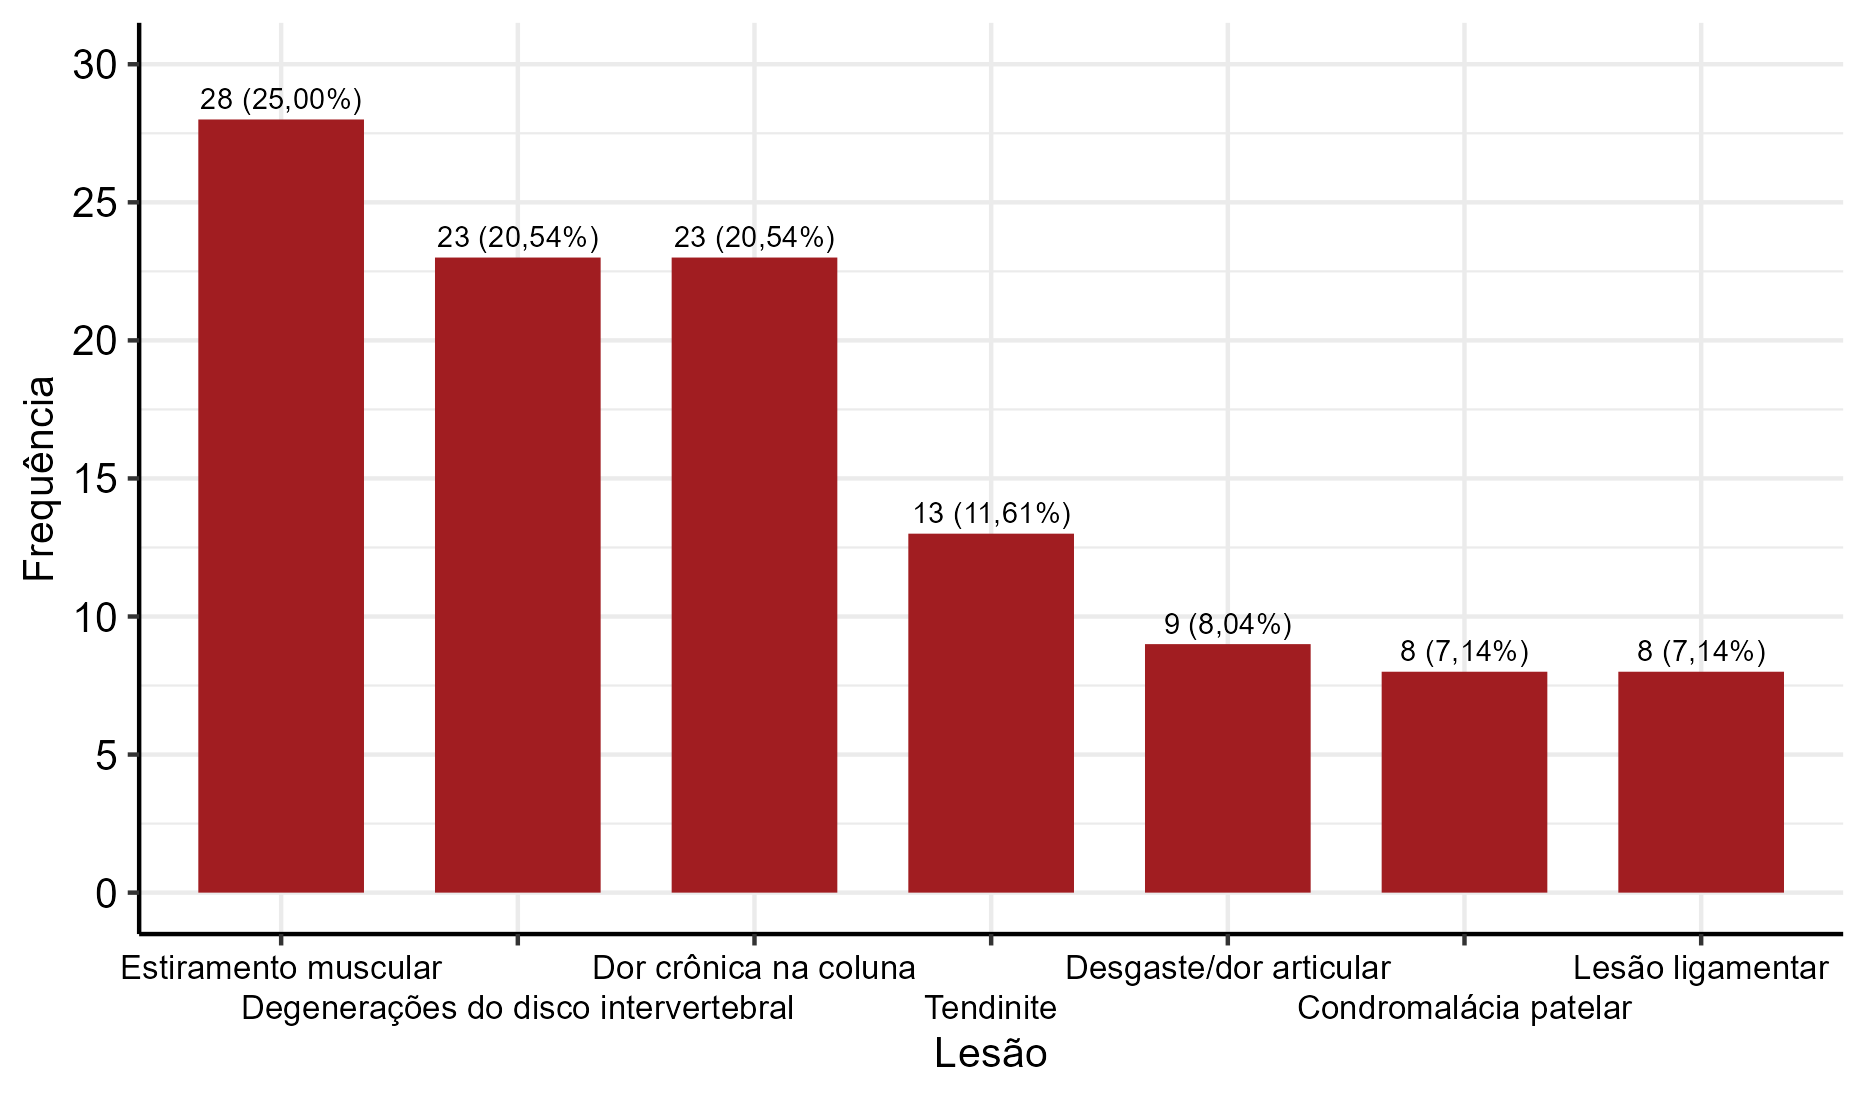 30
28 (25,00%)
25
23 (20,54%) 23 (20,54%)
20
15
13 (11,61%)
10
9 (8,04%)
8 (7,14%) 8 (7,14%)
5
0
Frequência
Estiramento muscular Dor crônica na coluna Desgaste/dor articular Lesão ligamentar
Degenerações do disco intervertebral Tendinite Condromalácia patelar
Lesão